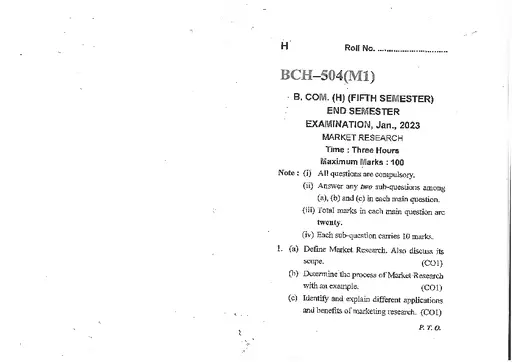 H Roll No. ............................
BCH–504(M1)
B. COM. (H) (FIFTH SEMESTER)
END SEMESTER
EXAMINATION, Jan., 2023
MARKET RESEARCH
Time : Three Hours
Maximum Marks : 100
Note : (i) All questions are compulsory.
(ii) Answer any two sub-questions among
(a), (b) and (c) in each main question.
(iii) Total marks in each main question are
twenty.
(iv) Each sub-question carries 10 marks.
1. (a) Define Market Research. Also discuss its
scope. (CO1)
(b) Determine the process of Market Research
with an example. (CO1)
(c) Identify and explain different applications
and benefits of marketing research. (CO1)
P. T. O.